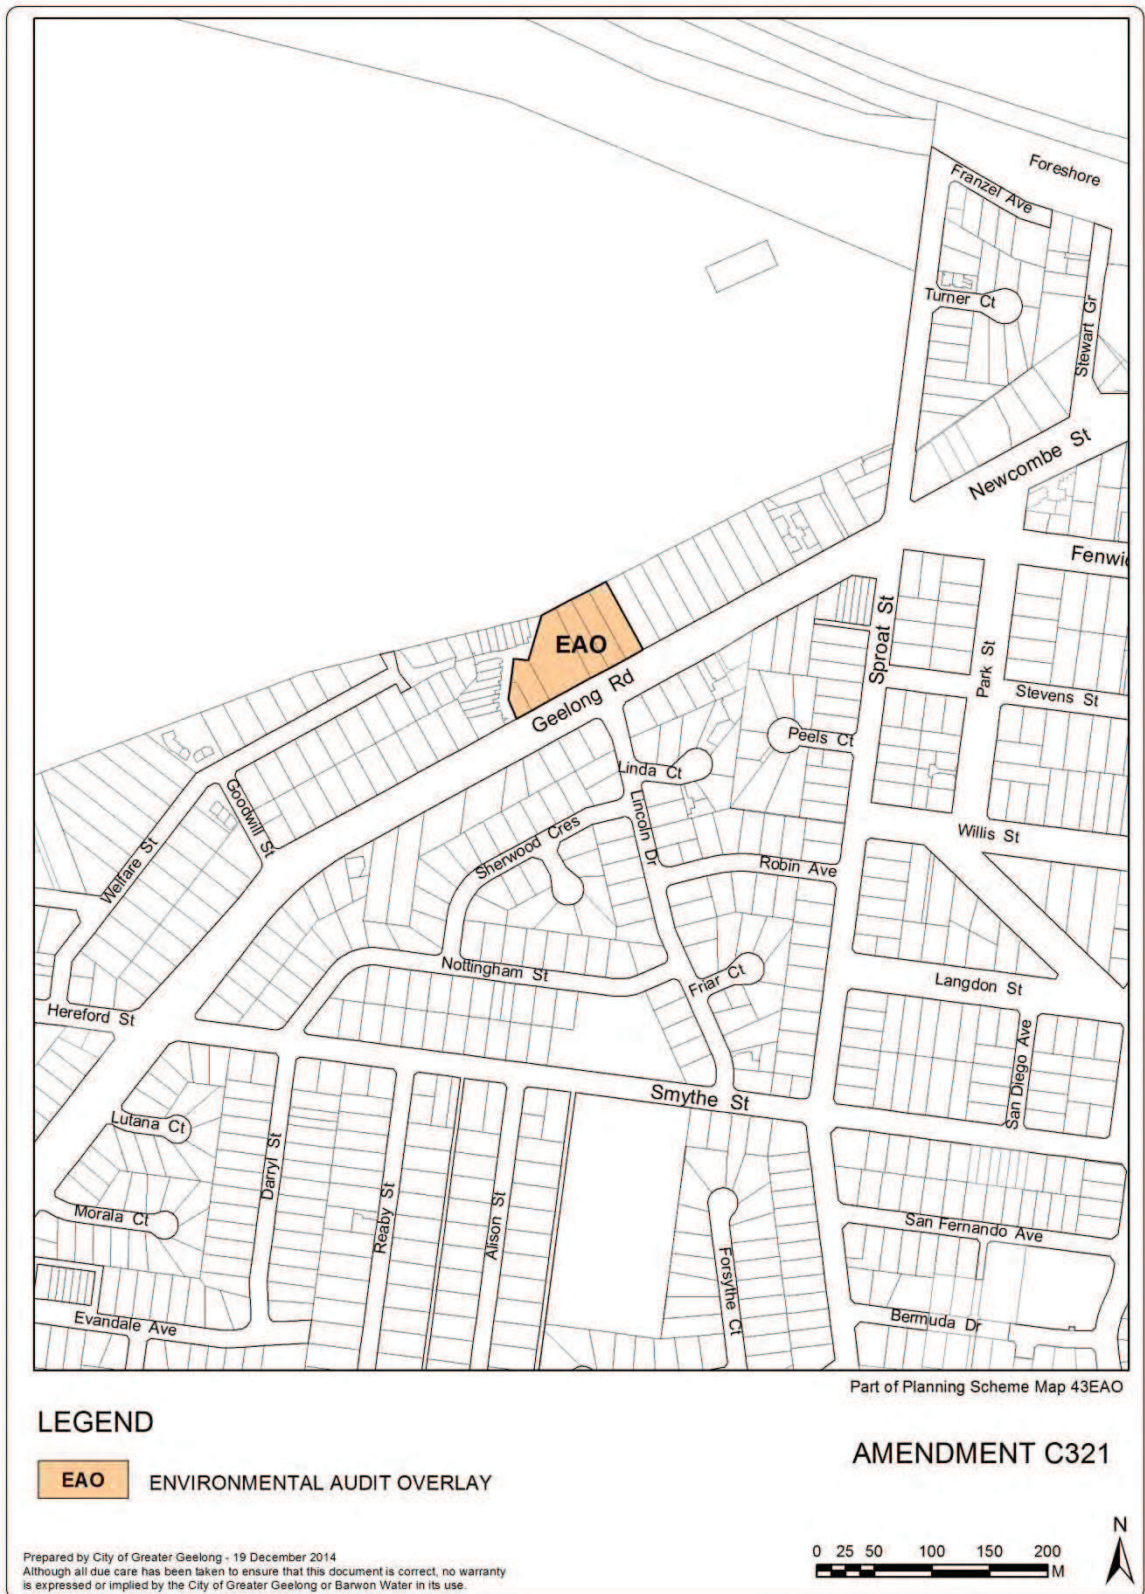 Foreshore
Franzel Ave
Turner Ct
Stewart Gr
Newcombe St
Fenwi
EAO
Geelong Rd
Sproat St
Park St
Stevens St
Peels Ct
Linda Ct
Lincoln Dr
Goodwill St
Welfare St
Sherwood Cres
Willis St
Robin Ave
Nottingham St
Friar Ct
Langdon St
Hereford St
San Diego Ave
Smythe St
Lutana Ct
Darryl St
Reaby St
Alison St
Morala Ct
San Fernando Ave
Forsythe Ct
Evandale Ave
Bermuda Dr
Part of Planning Scheme Map 43EAO
LEGEND
AMENDMENT C321
EAO ENVIRONMENTAL AUDIT OVERLAY
N
0 25 50 100 150 200
M
Prepared by City of Greater Geelong - 19 December 2014
Although all due care has been taken to ensure that this document is correct, no warranty
is expressed or implied by the City of Greater Geelong or Barwon Water in its use.